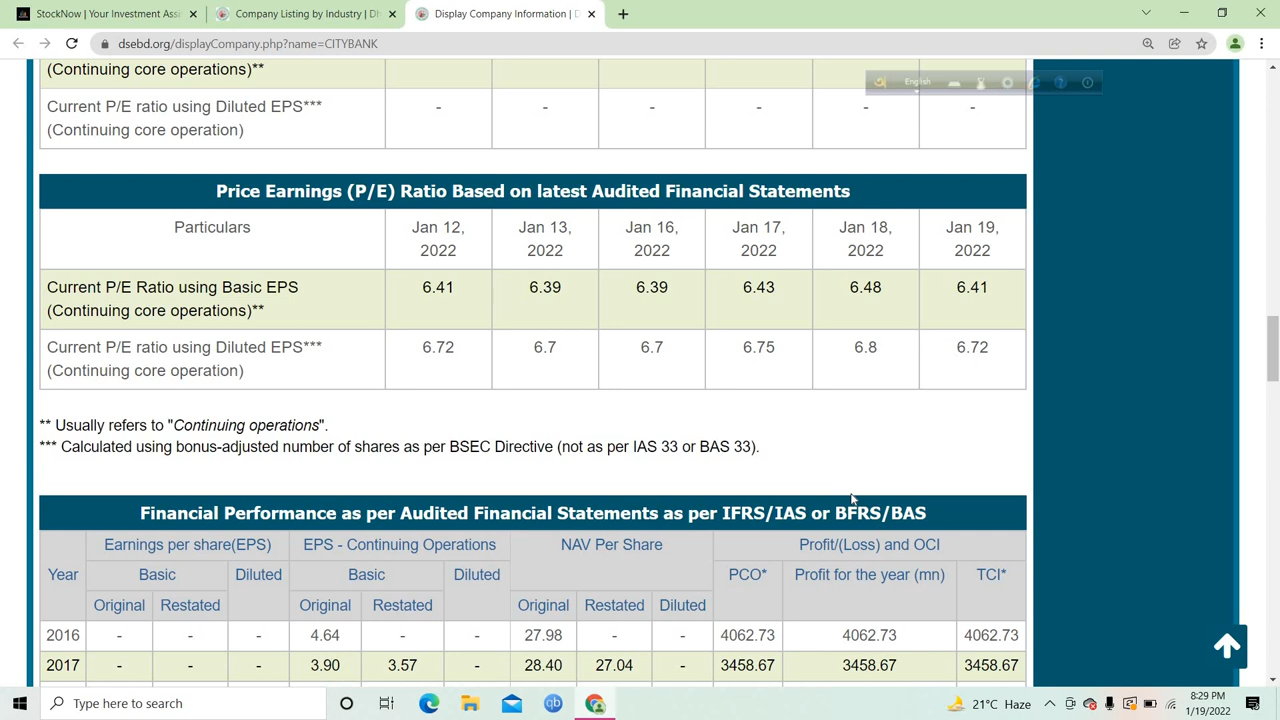 StockNow | Your Investment Assi
Company Listing by Industry | Dh
Display Company Information | D
dsebd.org/displayCompany.php?name=CITYBANK
English
(Continuing core operations)**
Current P/E ratio using Diluted EPS*** - - - - - -
(Continuing core operation)
Price Earnings (P/E) Ratio Based on latest Audited Financial Statements
Particulars Jan 12, 2022 Jan 13, 2022 Jan 16, 2022 Jan 17, 2022 Jan 18, 2022 Jan 19, 2022
Current P/E Ratio using Basic EPS 6.41 6.39 6.39 6.43 6.48 6.41
(Continuing core operations)**
Current P/E ratio using Diluted EPS*** 6.72 6.7 6.7 6.75 6.8 6.72
(Continuing core operation)
** Usually refers to "Continuing operations".
*** Calculated using bonus-adjusted number of shares as per BSEC Directive (not as per IAS 33 or BAS 33).
Financial Performance as per Audited Financial Statements as per IFRS/IAS or BFRS/BAS
Earnings per share(EPS) EPS - Continuing Operations NAV Per Share Profit/(Loss) and OCI
Year Basic Diluted Basic Diluted PCO* Profit for the year (mn) TCI*
Original Restated Original Restated Original Restated Diluted
2016 - - - 4.64 - - 27.98 - - 4062.73 4062.73 4062.73
2017 - - - 3.90 3.57 - 28.40 27.04 - 3458.67 3458.67 3458.67
Type here to search
qb
21°C Haze
8:29 PM
1/19/2022